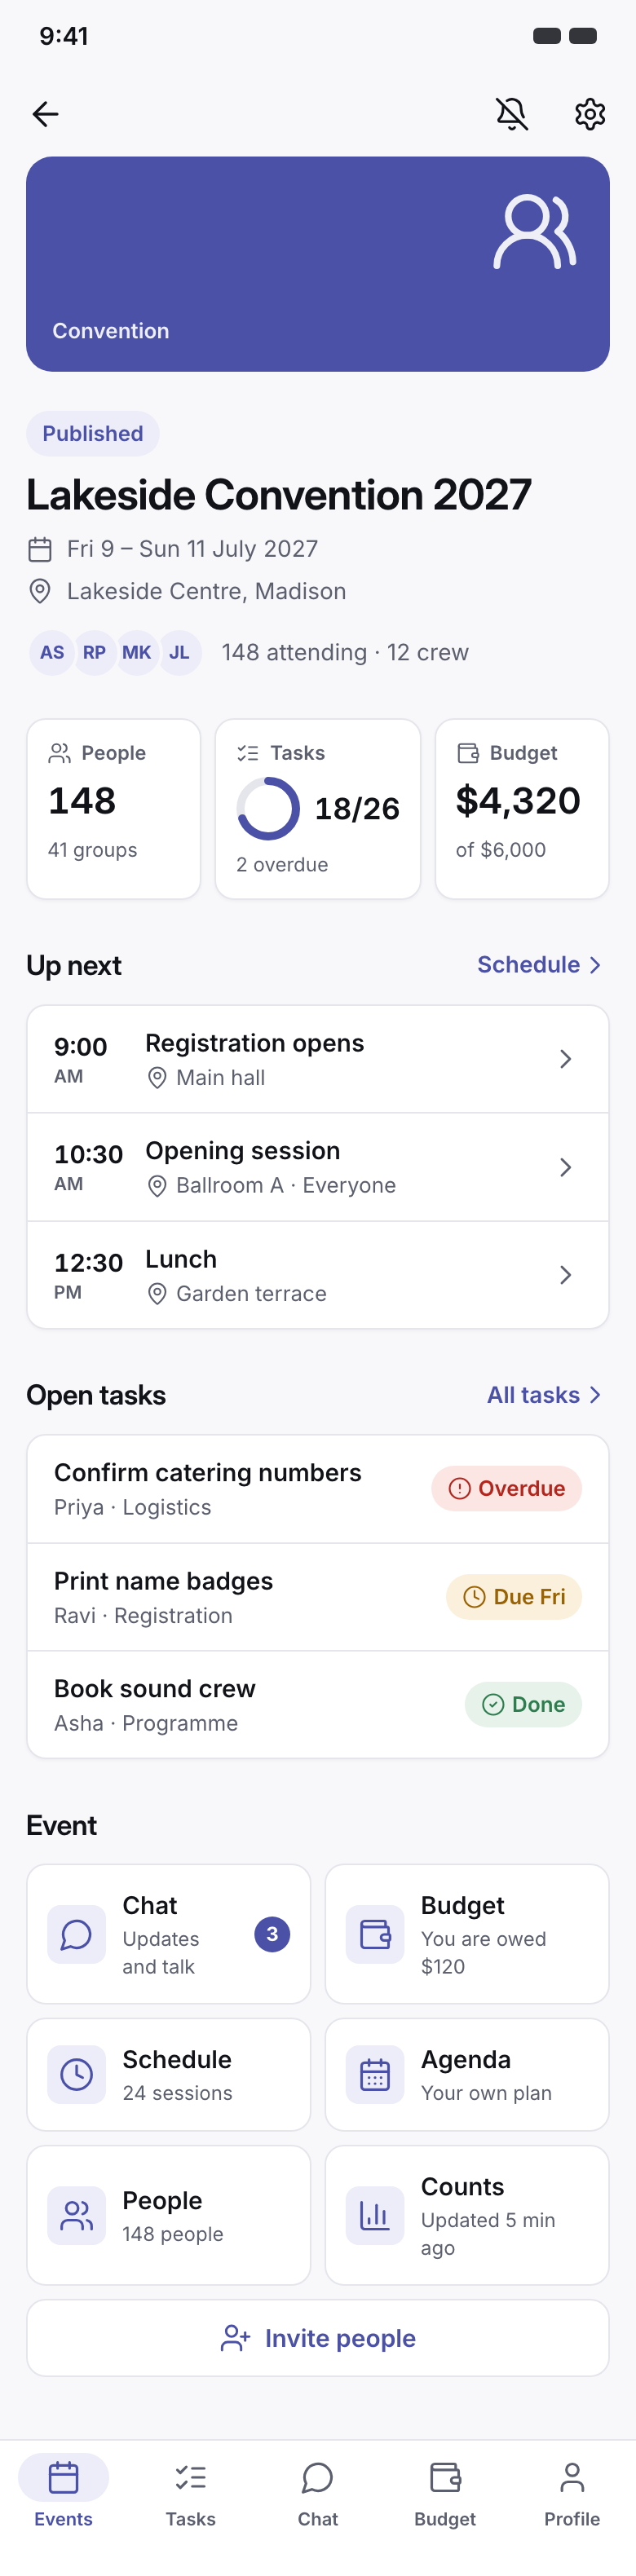 9:41
Convention
Published
Lakeside Convention 2027
Fri 9 – Sun 11 July 2027
Lakeside Centre, Madison
AS RP MK JL 148 attending · 12 crew
People
148
41 groups
Tasks
18/26
2 overdue
Budget
$4,320
of $6,000
Up next
Schedule
9:00 AM
Registration opens
Main hall
10:30 AM
Opening session
Ballroom A · Everyone
12:30 PM
Lunch
Garden terrace
Open tasks
All tasks
Confirm catering numbers
Priya · Logistics
Overdue
Print name badges
Ravi · Registration
Due Fri
Book sound crew
Asha · Programme
Done
Event
Chat
Updates
and talk
3
Budget
You are owed
$120
Schedule
24 sessions
Agenda
Your own plan
People
148 people
Counts
Updated 5 min
ago
Invite people
Events
Tasks
Chat
Budget
Profile